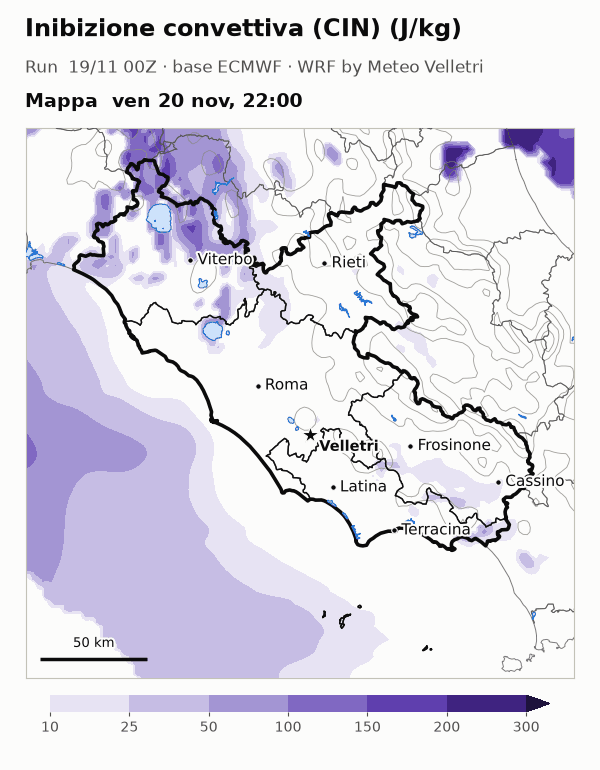 Inibizione convettiva (CIN) (J/kg)
Run  19/11 00Z · base ECMWF · WRF by Meteo Velletri
Mappa  ven 20 nov, 22:00
Viterbo
Rieti
Roma
Velletri
Frosinone
Latina
Cassino
Terracina
50 km
10 25 50 100 150 200 300